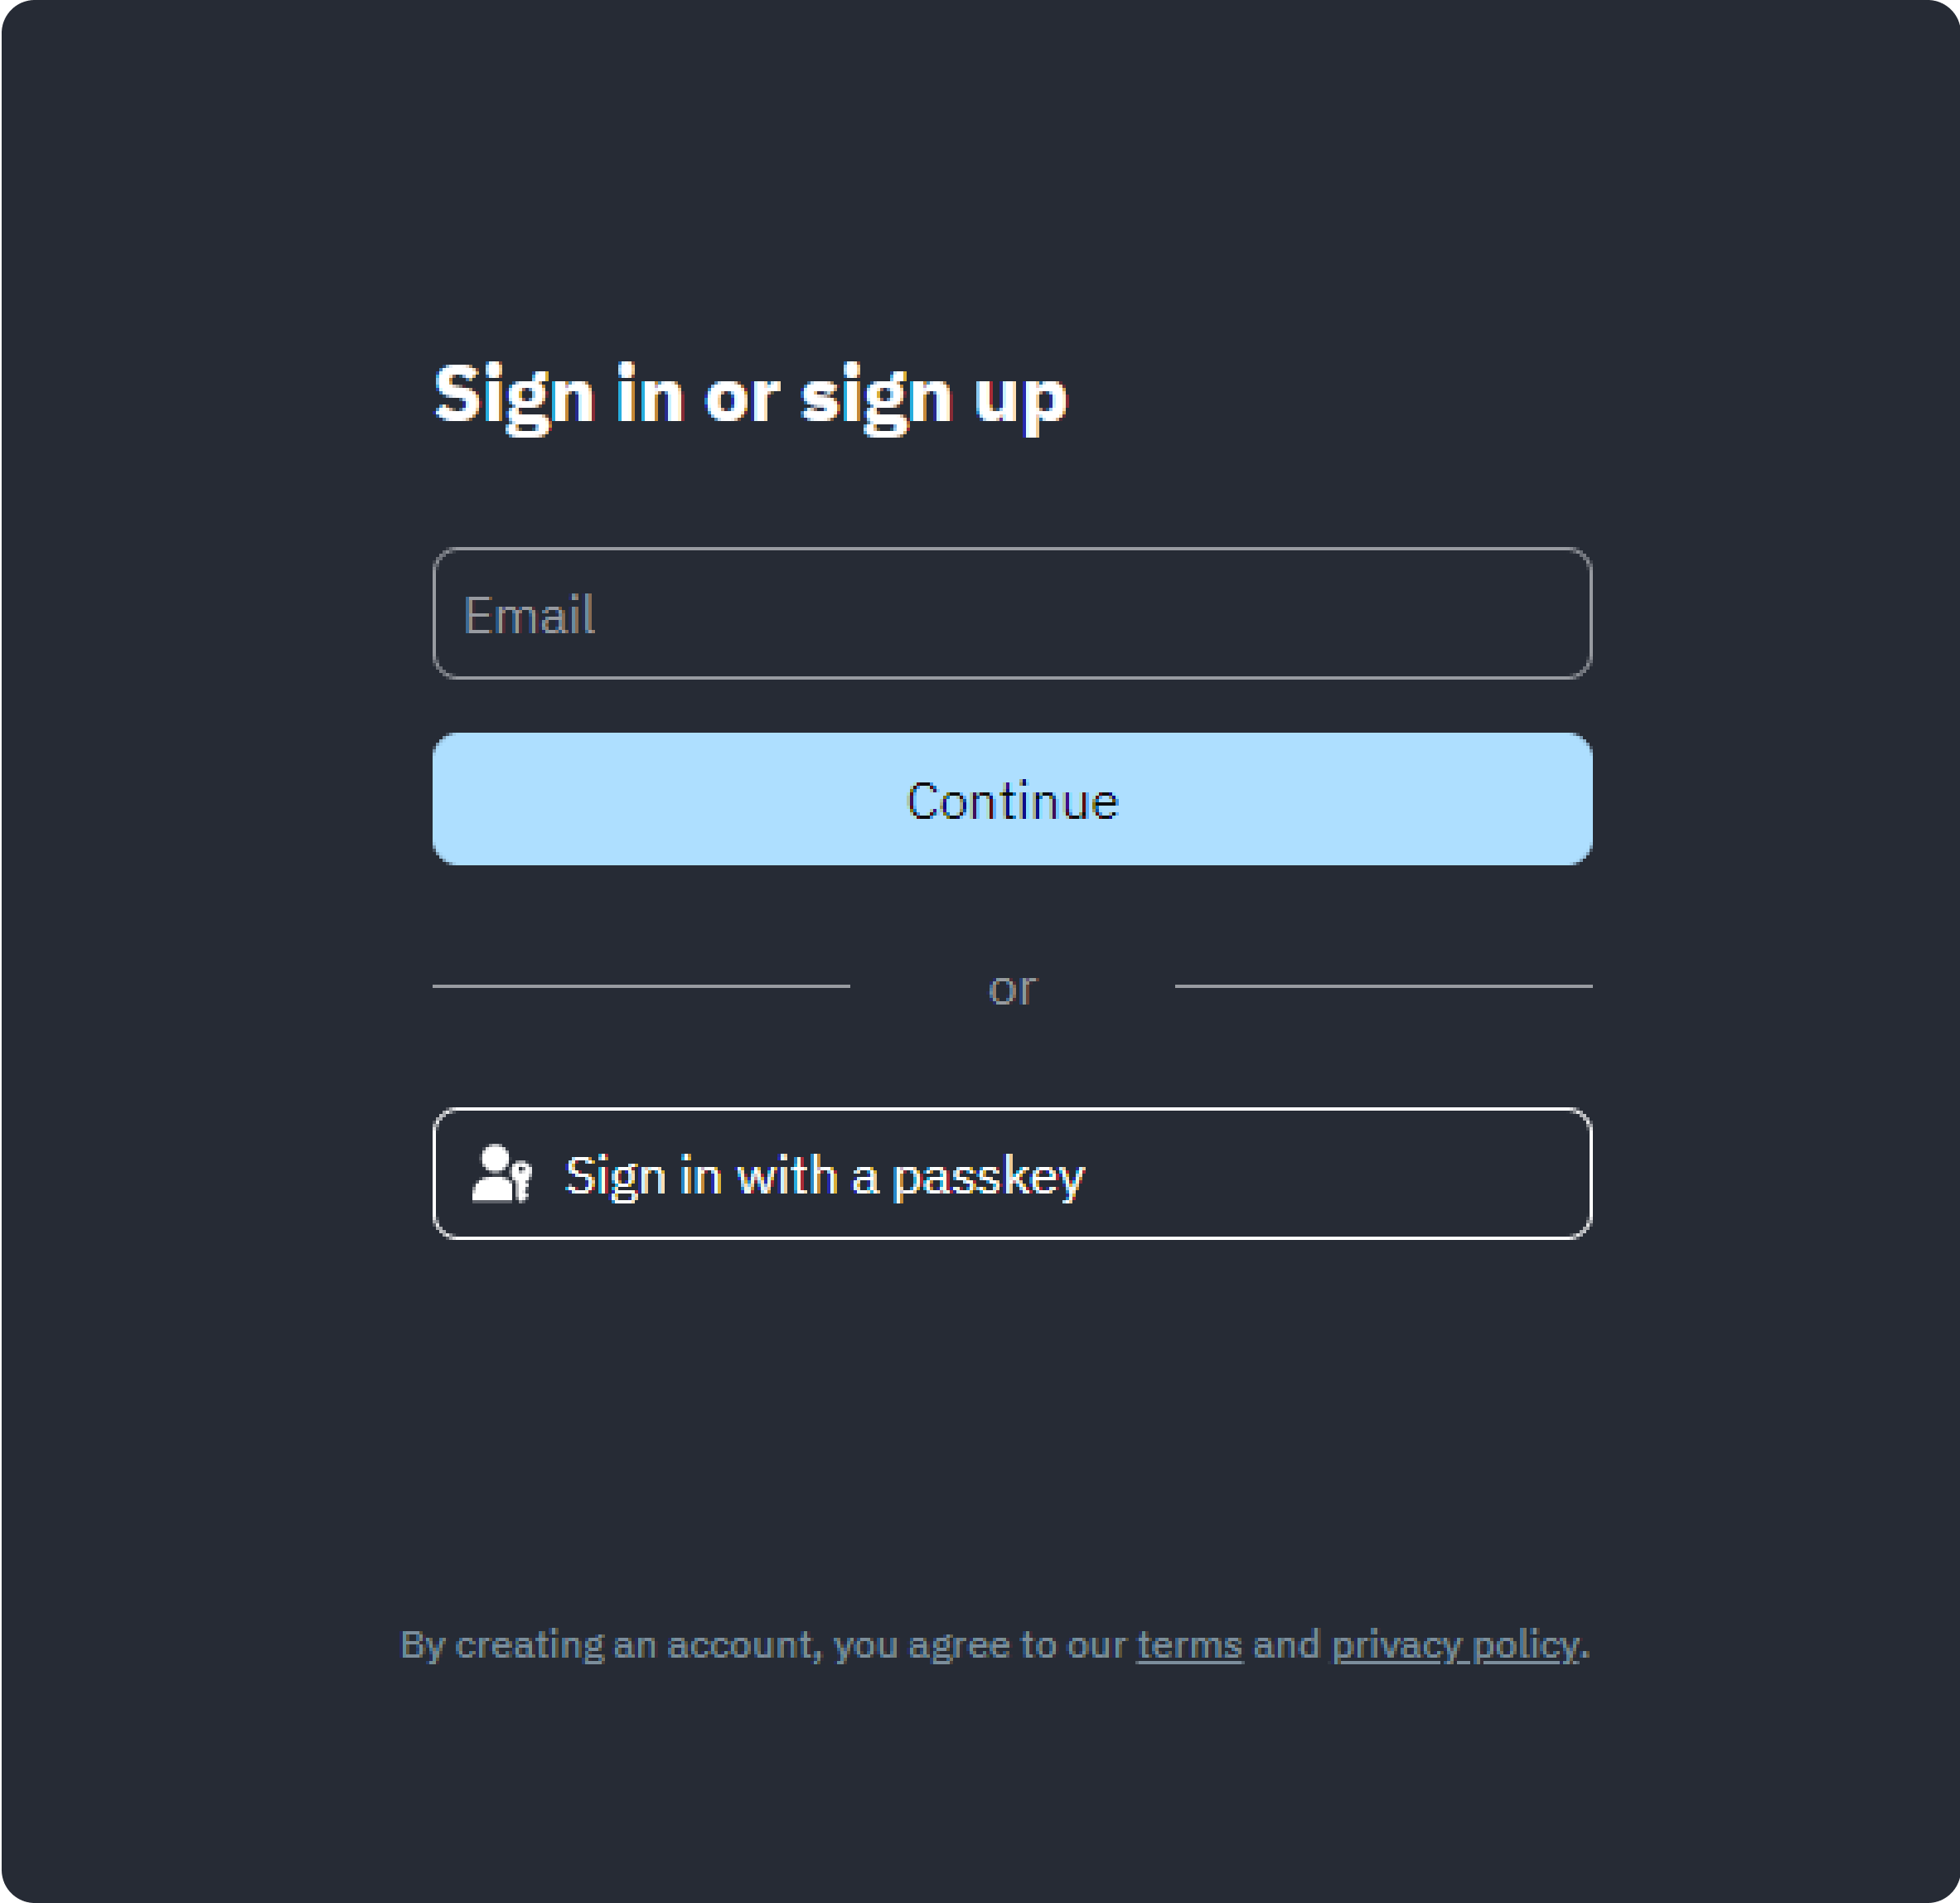 Sign in or sign up
Email
Continue
or
Sign in with a passkey
By creating an account, you agree to our terms and privacy policy.